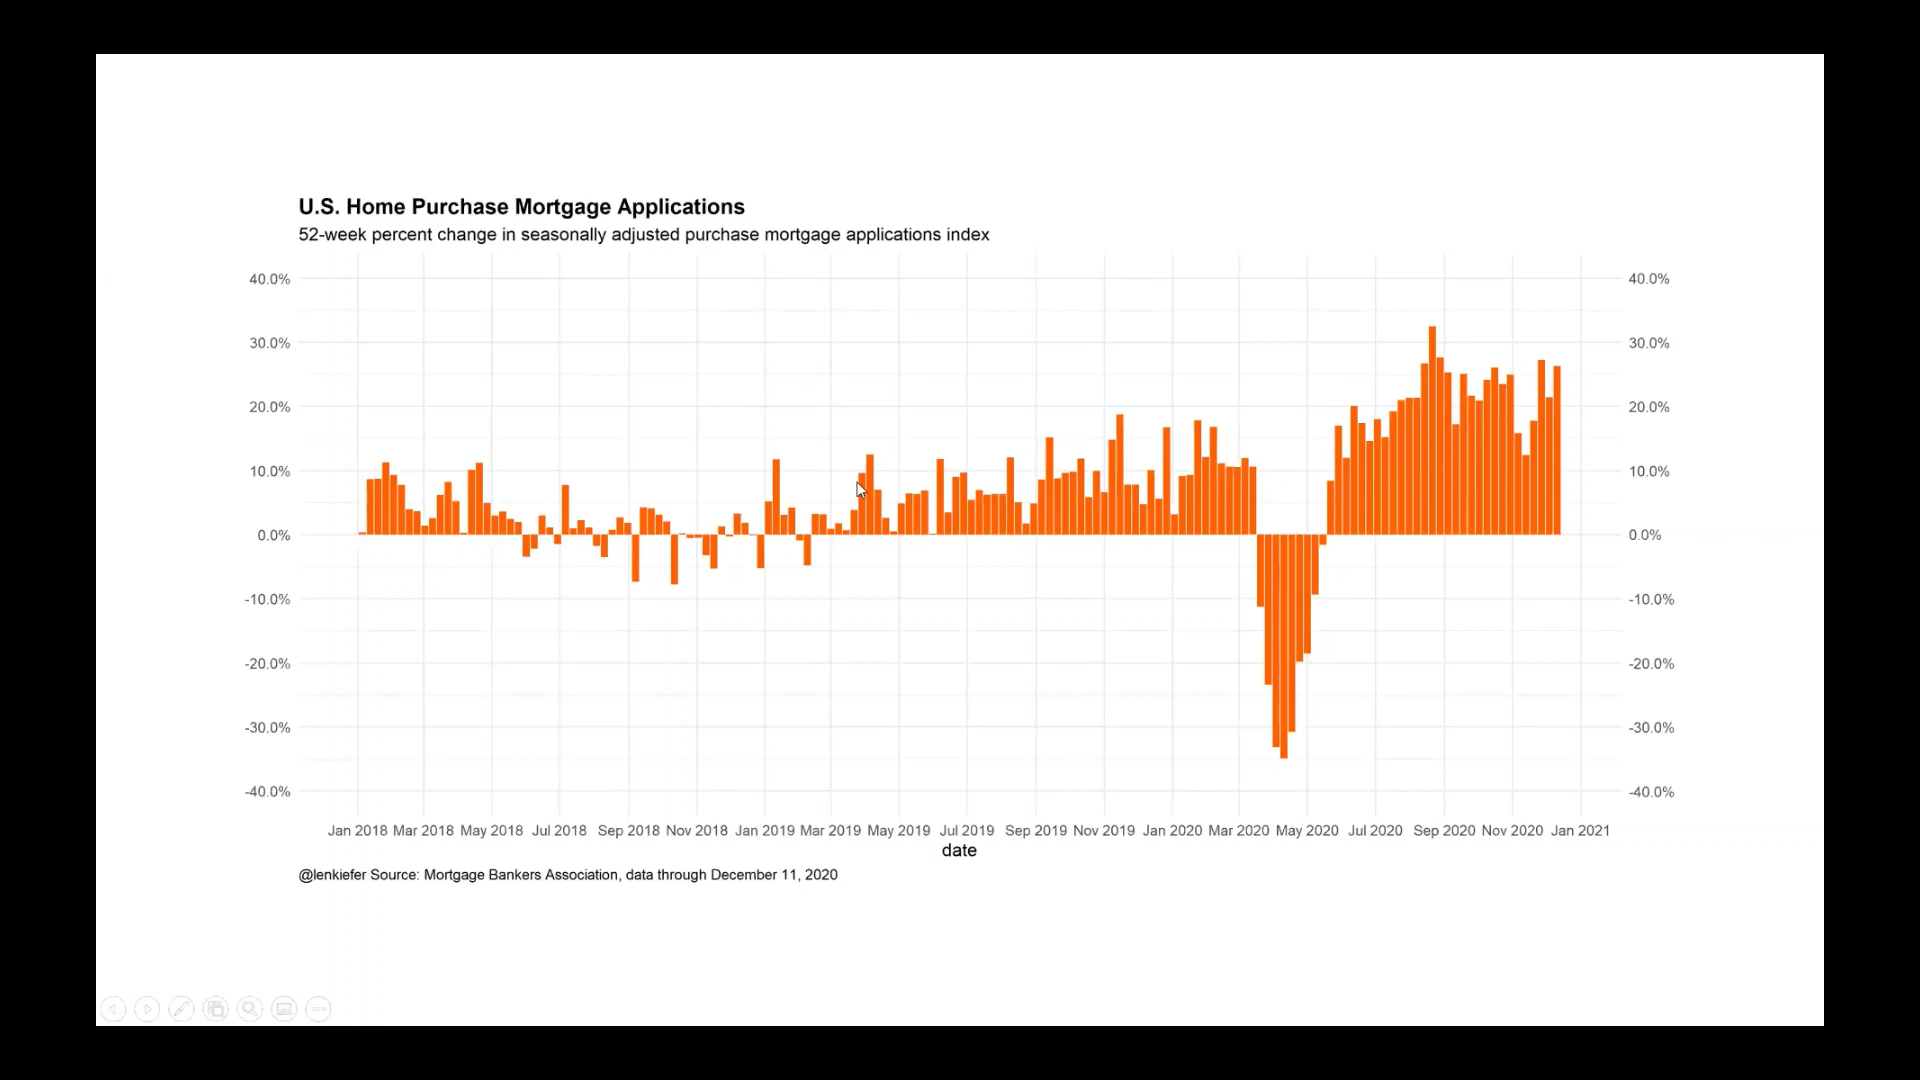 U.S. Home Purchase Mortgage Applications
52-week percent change in seasonally adjusted purchase mortgage applications index
40.0% 40.0%
30.0% 30.0%
20.0% 20.0%
10.0% 10.0%
0.0% 0.0%
-10.0% -10.0%
-20.0% -20.0%
-30.0% -30.0%
-40.0% -40.0%
Jan 2018 Mar 2018 May 2018 Jul 2018 Sep 2018 Nov 2018 Jan 2019 Mar 2019 May 2019 Jul 2019 Sep 2019 Nov 2019 Jan 2020 Mar 2020 May 2020 Jul 2020 Sep 2020 Nov 2020 Jan 2021
date
@lenkiefer Source: Mortgage Bankers Association, data through December 11, 2020